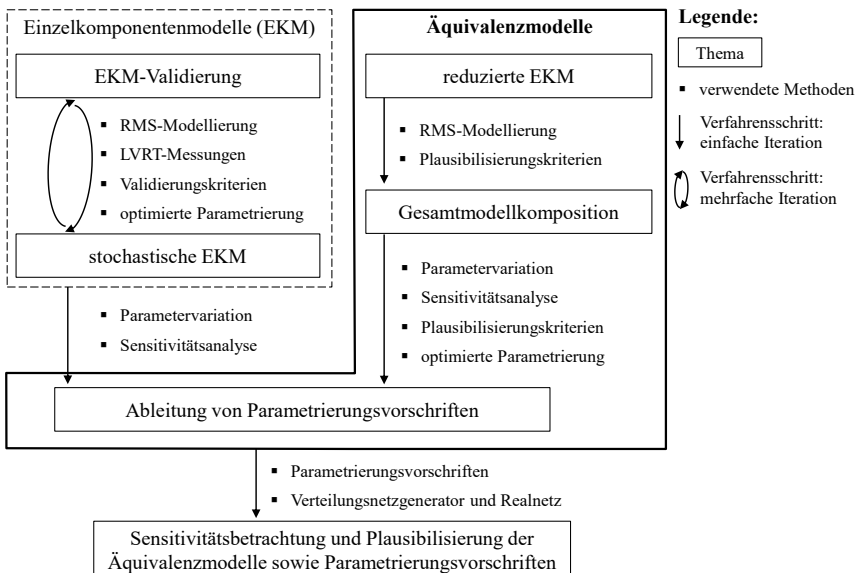 Einzelkomponentenmodelle (EKM)
EKM-Validierung
▪ RMS-Modellierung
▪ LVRT-Messungen
▪ Validierungskriterien
▪ optimierte Parametrierung
stochastische EKM
▪ Parametervariation
▪ Sensitivitätsanalyse
Äquivalenzmodelle
reduzierte EKM
▪ RMS-Modellierung
▪ Plausibilisierungskriterien
Gesamtmodellkomposition
▪ Parametervariation
▪ Sensitivitätsanalyse
▪ Plausibilisierungskriterien
▪ optimierte Parametrierung
Ableitung von Parametrierungsvorschriften
▪ Parametrierungsvorschriften
▪ Verteilungsnetzgenerator und Realnetz
Sensitivitätsbetrachtung und Plausibilisierung der
Äquivalenzmodelle sowie Parametrierungsvorschriften
Legende:
Thema
▪ verwendete Methoden
Verfahrensschritt:
einfache Iteration
Verfahrensschritt:
mehrfache Iteration